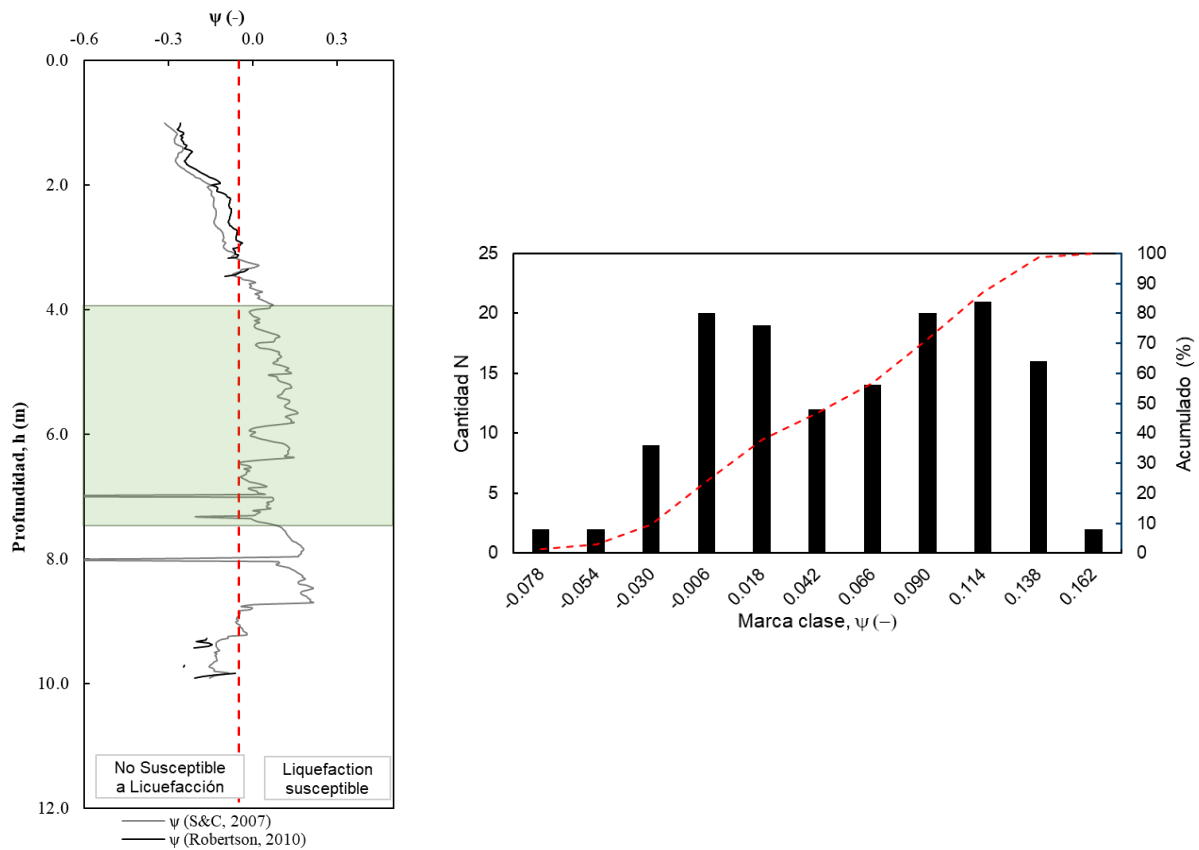 ψ (-)
-0.6 -0.3 0.0 0.3
0.0
2.0
4.0
6.0
8.0
10.0
12.0
Profundidad, h (m)
No Susceptible
a Licuefacción
Liquefaction
susceptible
ψ (S&C, 2007)
ψ (Robertson, 2010)
25
20
15
10
5
0
Cantidad N
100
90
80
70
60
50
40
30
20
10
0
Acumulado (%)
-0.078 -0.054 -0.030 -0.006 0.018 0.042 0.066 0.090 0.114 0.138 0.162
Marca clase, ψ (−)